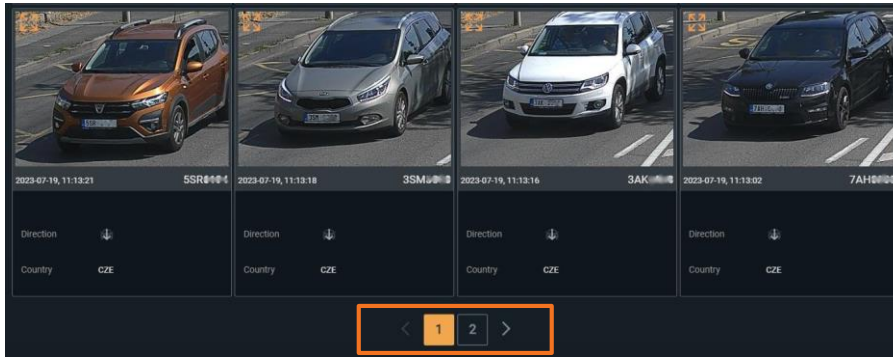 2023-07-19, 11:13:21 5SR
2023-07-19, 11:13:18 3SM
2023-07-19, 11:13:16 3AK
2023-07-19, 11:13:02 7AH
Direction
Direction
Direction
Direction
Country CZE
Country CZE
Country CZE
Country CZE
1 2